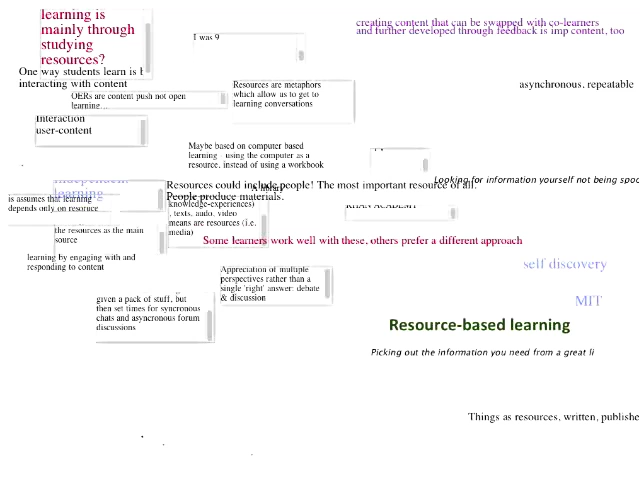 learning is
mainly through
studying
resources?
I was 9
creating content that can be swapped with co-learners
and further developed through feedback is imp content, too
One way students learn is b
interacting with content
OERs are content push not open
learning...
Resources are metaphors
which allow us to get to
learning conversations
asynchronous, repeatable
Interaction
user-content
Maybe based on computer based
learning - using the computer as a
resource, instead of using a workbook
Looking for information yourself not being spoo
independent
learning
is assumes that learning
depends only on resoruce
A library
Resources could include people! The most important resource of all.
People produce materials.
knowledge-experiences)
, texts, audo, video
means are resources (i.e.
media)
KHAN ACADEMY
the resources as the main
source
Some learners work well with these, others prefer a different approach
learning by engaging with and
responding to content
Appreciation of multiple
perspectives rather than a
single 'right' answer: debate
& discussion
self discovery
given a pack of stuff, but
then set times for syncronous
chats and asyncronous forum
discussions
MIT
Resource-based learning
Picking out the information you need from a great li
Things as resources, written, publishe